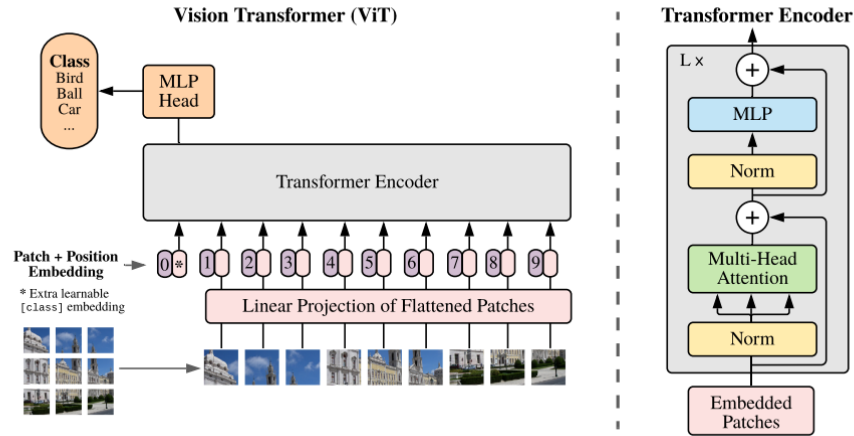 Vision Transformer (ViT)
Class
Bird
Ball
Car
...
MLP
Head
Transformer Encoder
Patch + Position
Embedding
0 * 1 2 3 4 5 6 7 8 9
* Extra learnable
[class] embedding
Linear Projection of Flattened Patches
Transformer Encoder
L ×
+
MLP
Norm
+
Multi-Head
Attention
Norm
Embedded
Patches